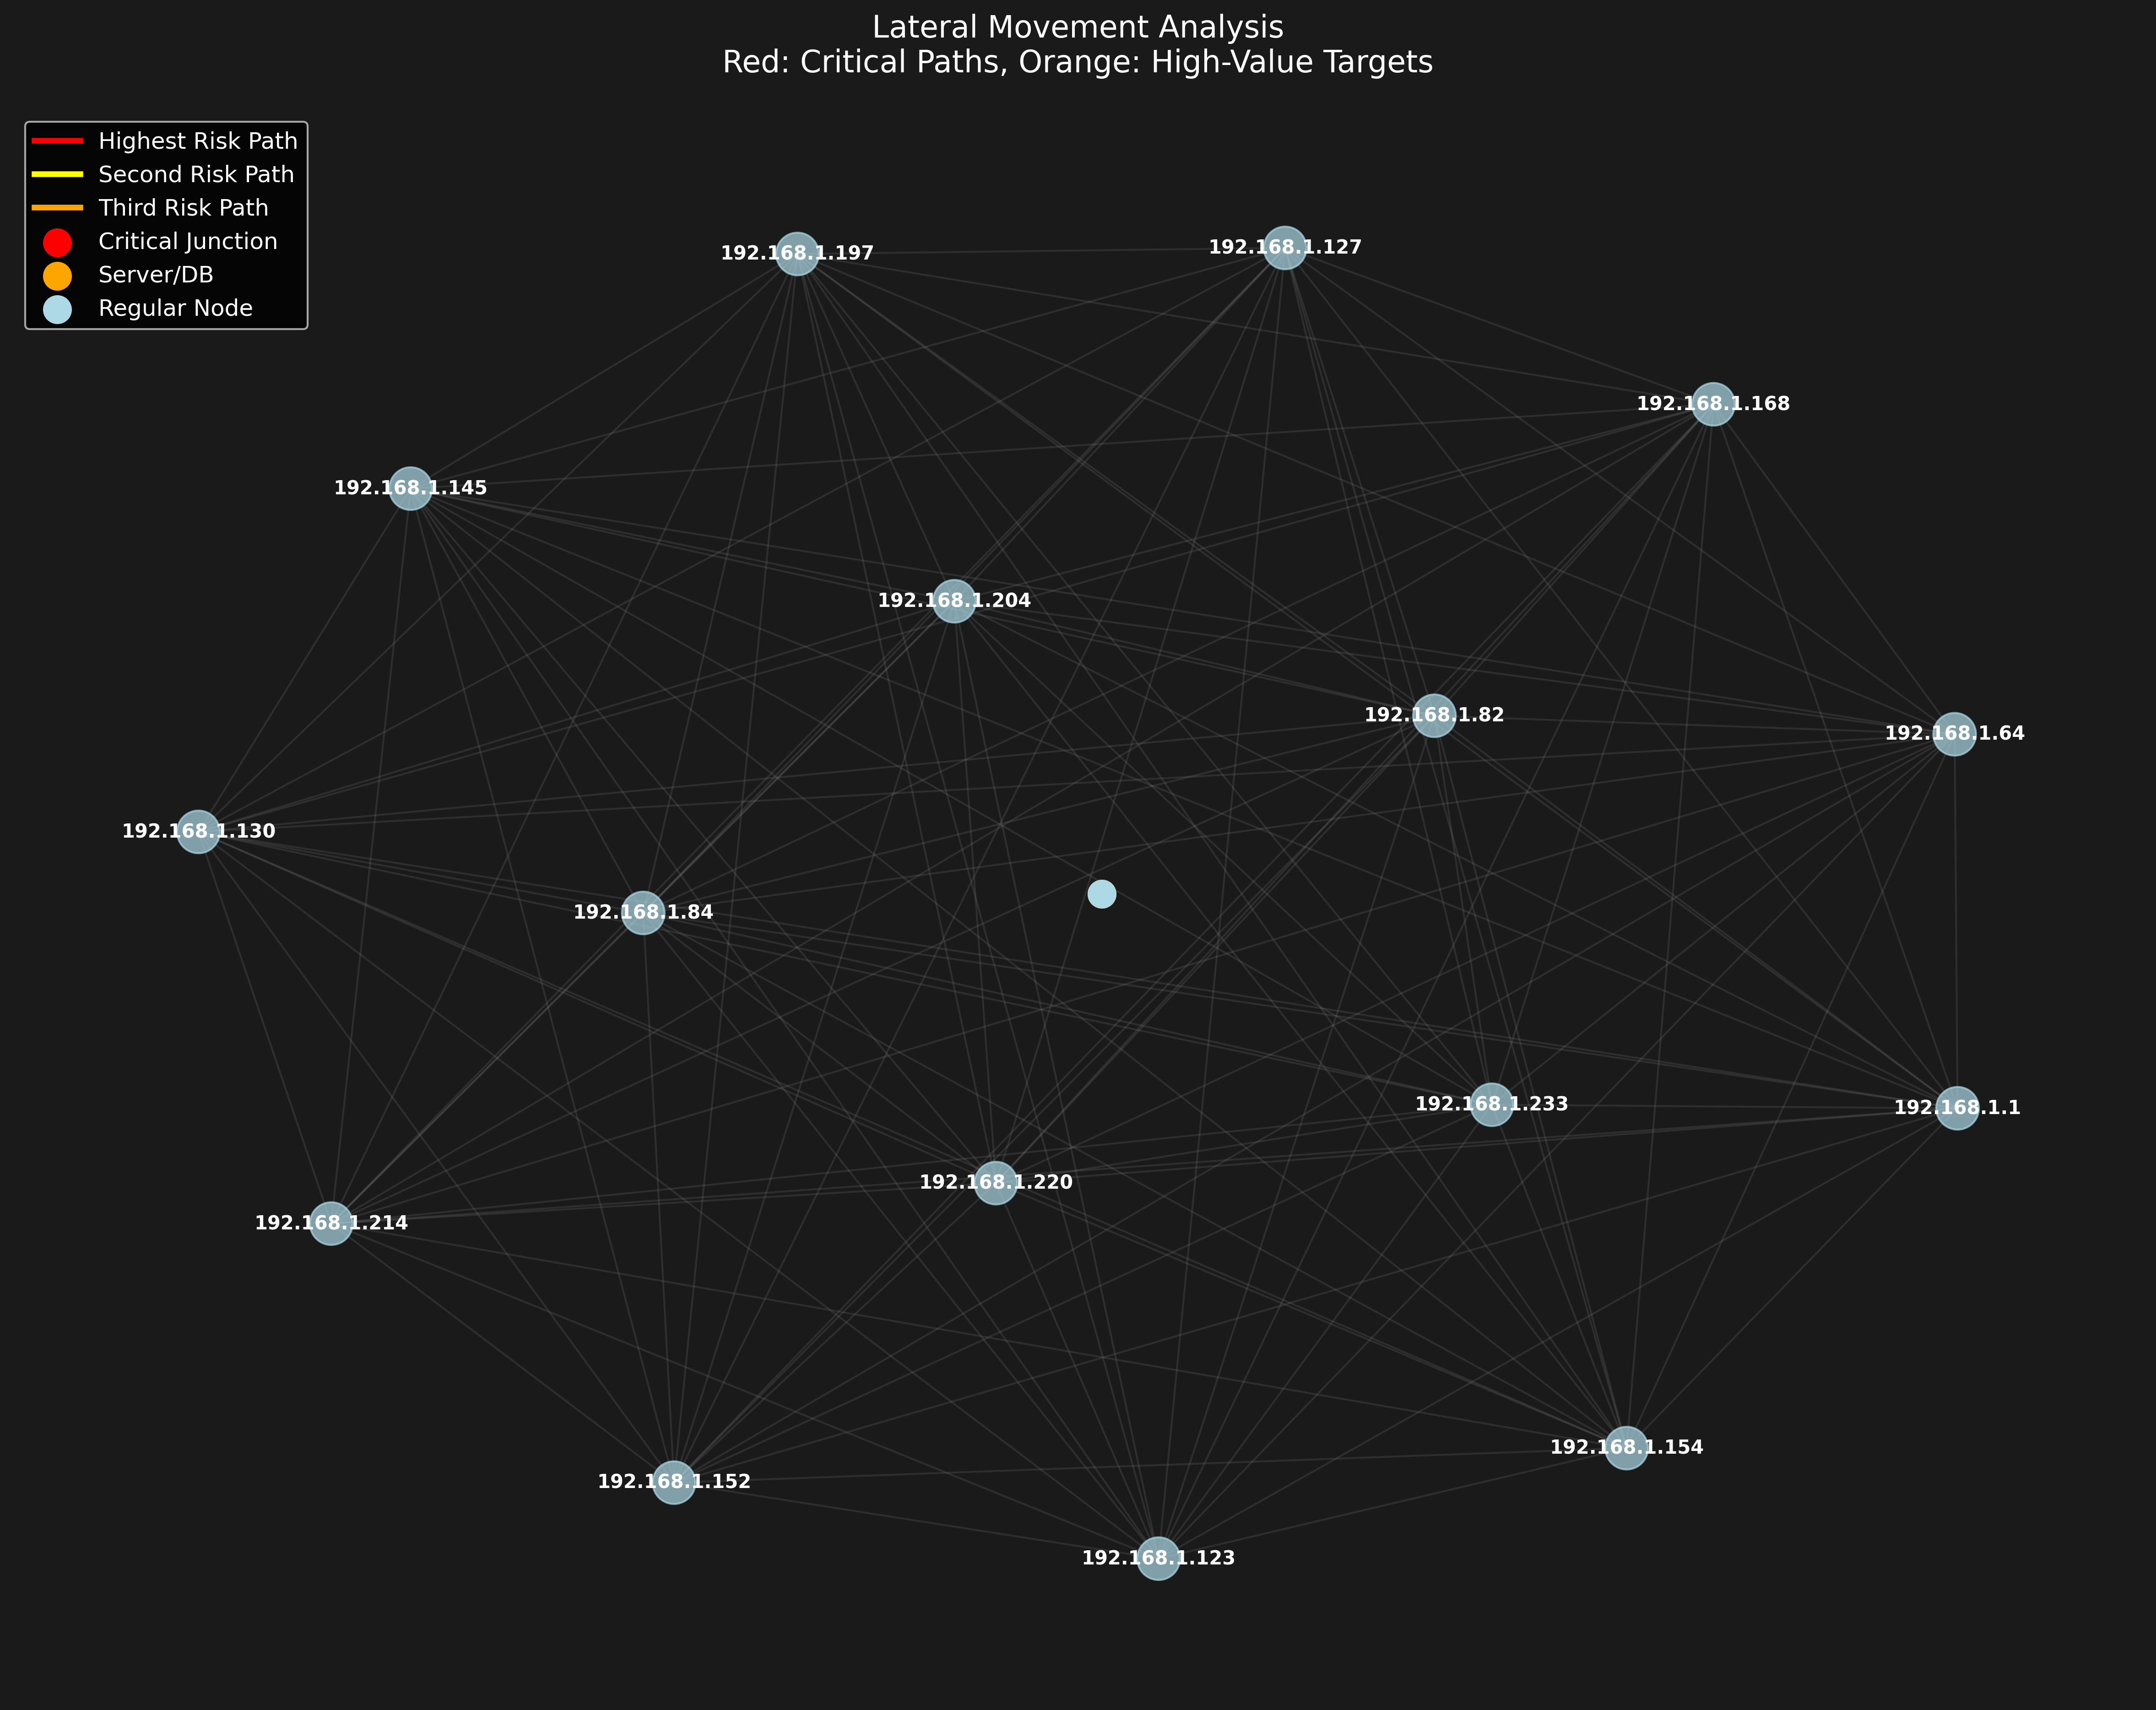 Lateral Movement Analysis
Red: Critical Paths, Orange: High-Value Targets
Highest Risk Path
Second Risk Path
Third Risk Path
Critical Junction
Server/DB
Regular Node
192.168.1.197
192.168.1.127
192.168.1.168
192.168.1.145
192.168.1.204
192.168.1.82
192.168.1.64
192.168.1.130
192.168.1.84
192.168.1.233
192.168.1.1
192.168.1.220
192.168.1.214
192.168.1.154
192.168.1.152
192.168.1.123